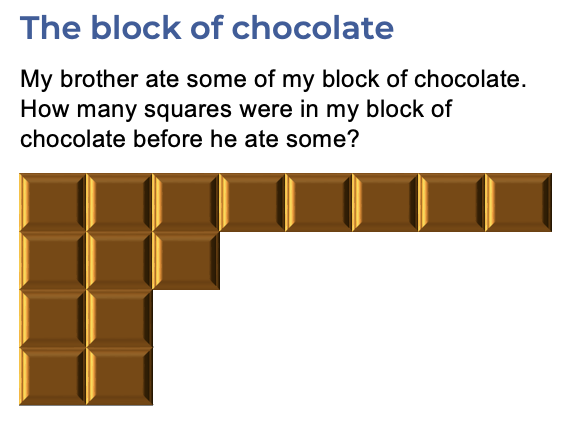 The block of chocolate
My brother ate some of my block of chocolate.
How many squares were in my block of
chocolate before he ate some?